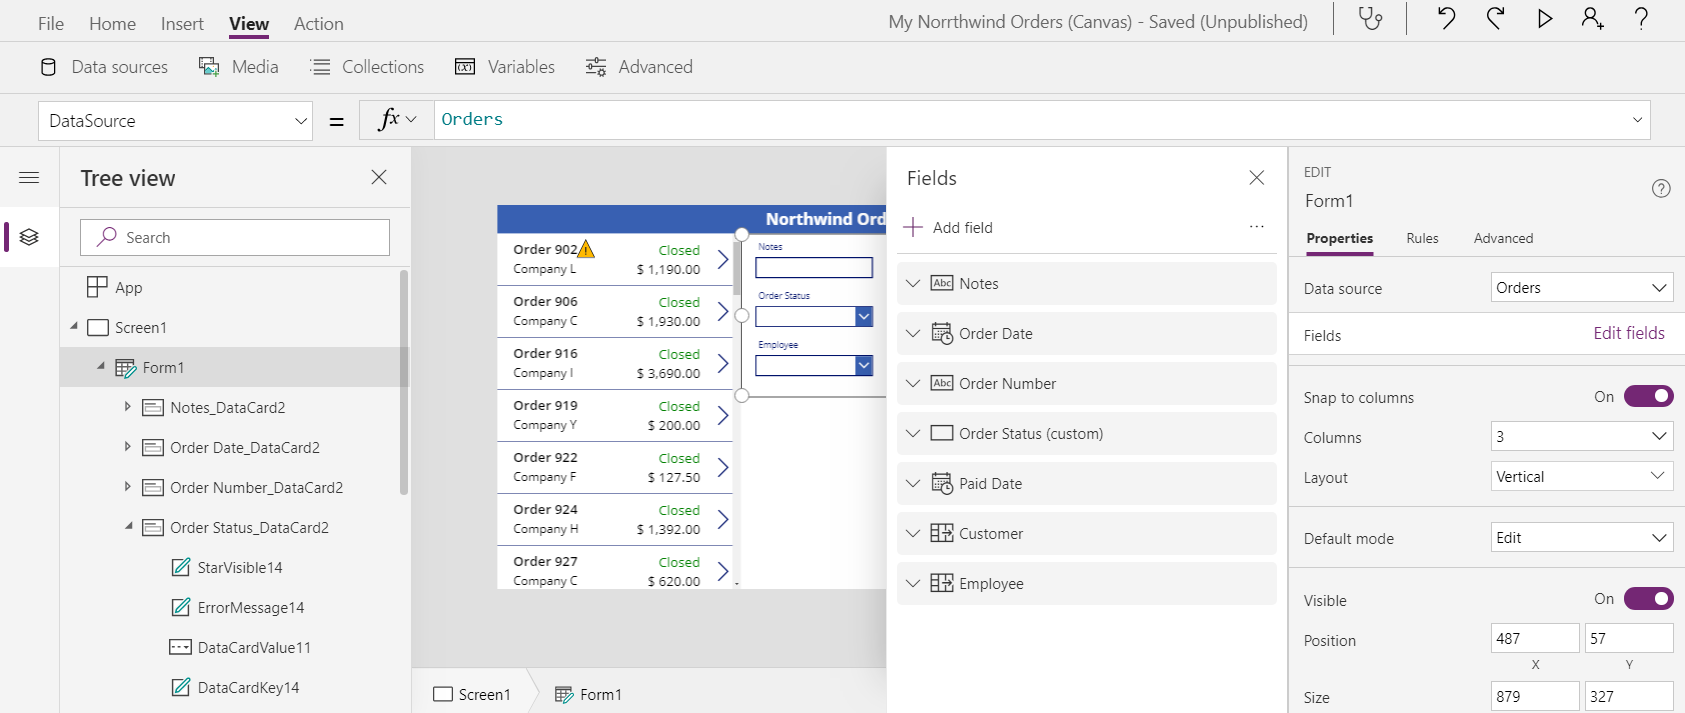 File Home Insert View Action
My Norrthwind Orders (Canvas) - Saved (Unpublished)
Data sources Media Collections Variables Advanced
DataSource = fx Orders
Tree view
Search
App
Screen1
Form1
Notes_DataCard2
Order Date_DataCard2
Order Number_DataCard2
Order Status_DataCard2
StarVisible14
ErrorMessage14
DataCardValue11
DataCardKey14
Northwind Ord
Order 902 Closed
Company L $ 1,190.00
Order 906 Closed
Company C $ 1,930.00
Order 916 Closed
Company I $ 3,690.00
Order 919 Closed
Company Y $ 200.00
Order 922 Closed
Company F $ 127.50
Order 924 Closed
Company H $ 1,392.00
Order 927 Closed
Company C $ 620.00
Notes
Order Status
Employee
Screen1 Form1
Fields
Add field ...
Abc Notes
Order Date
Abc Order Number
Order Status (custom)
Paid Date
Customer
Employee
EDIT
Form1
Properties Rules Advanced
Data source Orders
Fields Edit fields
Snap to columns On
Columns 3
Layout Vertical
Default mode Edit
Visible On
Position 487 57
X Y
Size 879 327